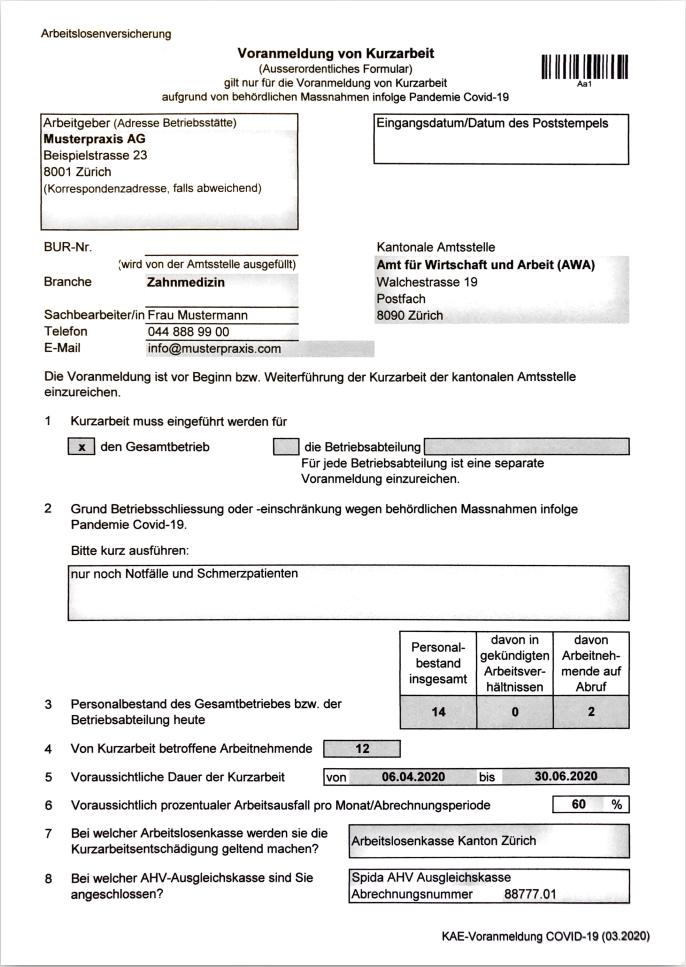 Arbeitslosenversicherung
Voranmeldung von Kurzarbeit
(Ausserordentliches Formular)
gilt nur für die Voranmeldung von Kurzarbeit
aufgrund von behördlichen Massnahmen infolge Pandemie Covid-19
Aa1
Arbeitgeber (Adresse Betriebsstätte)
Musterpraxis AG
Beispielstrasse 23
8001 Zürich
(Korrespondenzadresse, falls abweichend)
Eingangsdatum/Datum des Poststempels
BUR-Nr.
(wird von der Amtsstelle ausgefüllt)
Branche Zahnmedizin
Sachbearbeiter/in Frau Mustermann
Telefon 044 888 99 00
E-Mail info@musterpraxis.com
Kantonale Amtsstelle
Amt für Wirtschaft und Arbeit (AWA)
Walchestrasse 19
Postfach
8090 Zürich
Die Voranmeldung ist vor Beginn bzw. Weiterführung der Kurzarbeit der kantonalen Amtsstelle
einzureichen.
1 Kurzarbeit muss eingeführt werden für
x den Gesamtbetrieb die Betriebsabteilung
Für jede Betriebsabteilung ist eine separate
Voranmeldung einzureichen.
2 Grund Betriebsschliessung oder -einschränkung wegen behördlichen Massnahmen infolge
Pandemie Covid-19.
Bitte kurz ausführen:
nur noch Notfälle und Schmerzpatienten
Personal-
bestand
insgesamt
davon in
gekündigten
Arbeitsver-
hältnissen
davon
Arbeitneh-
mende auf
Abruf
3 Personalbestand des Gesamtbetriebes bzw. der
Betriebsabteilung heute
14 0 2
4 Von Kurzarbeit betroffene Arbeitnehmende 12
5 Voraussichtliche Dauer der Kurzarbeit von 06.04.2020 bis 30.06.2020
6 Voraussichtlich prozentualer Arbeitsausfall pro Monat/Abrechnungsperiode 60 %
7 Bei welcher Arbeitslosenkasse werden sie die
Kurzarbeitsentschädigung geltend machen?
Arbeitslosenkasse Kanton Zürich
8 Bei welcher AHV-Ausgleichskasse sind Sie
angeschlossen?
Spida AHV Ausgleichskasse
Abrechnungsnummer 88777.01
KAE-Voranmeldung COVID-19 (03.2020)